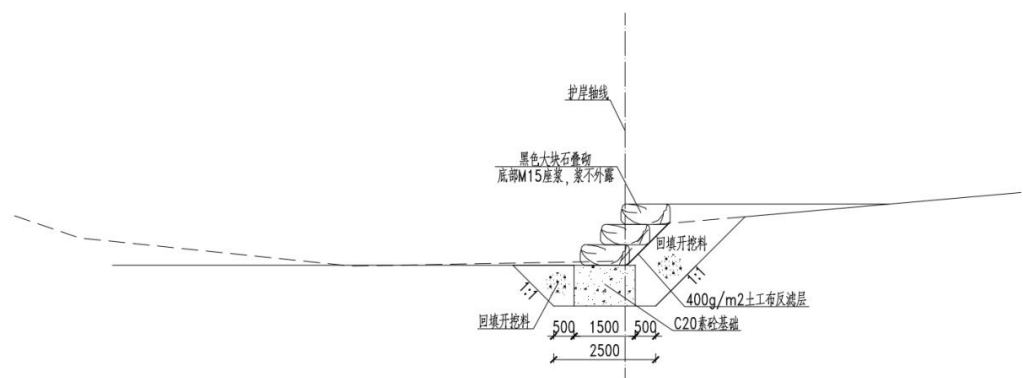 护岸轴线
黑色大块石叠砌
底部M15座浆，浆不外露
回填开挖料
1:1
1:1
400g/m2土工布反滤层
回填开挖料
C20素砼基础
500 1500 500
2500